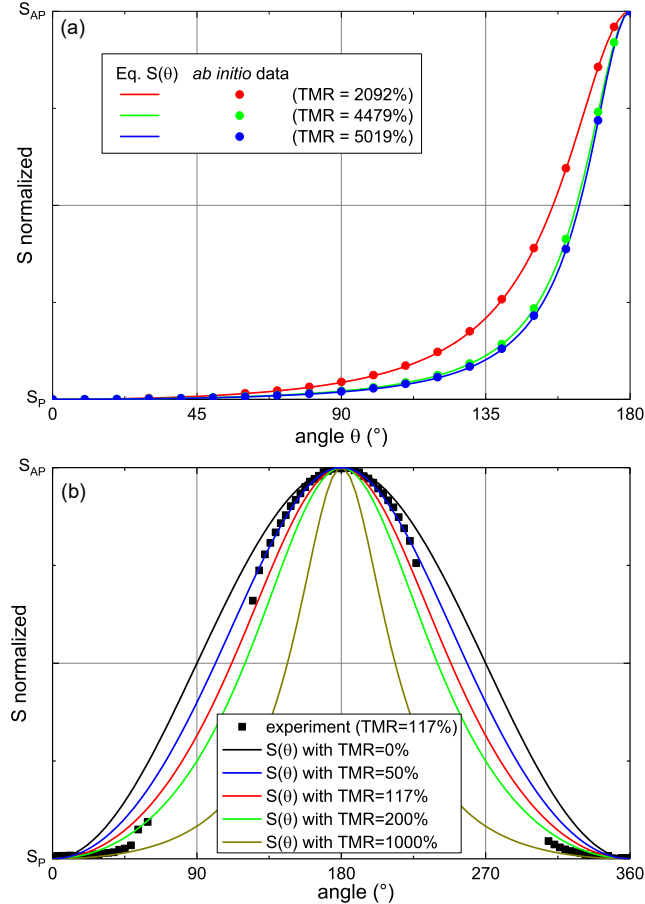 S_AP
(a)
Eq. S(θ) ab initio data
(TMR = 2092%)
(TMR = 4479%)
(TMR = 5019%)
S normalized
S_P
0 45 90 135 180
angle θ (°)
S_AP
(b)
S normalized
experiment (TMR=117%)
S(θ) with TMR=0%
S(θ) with TMR=50%
S(θ) with TMR=117%
S(θ) with TMR=200%
S(θ) with TMR=1000%
S_P
0 90 180 270 360
angle (°)